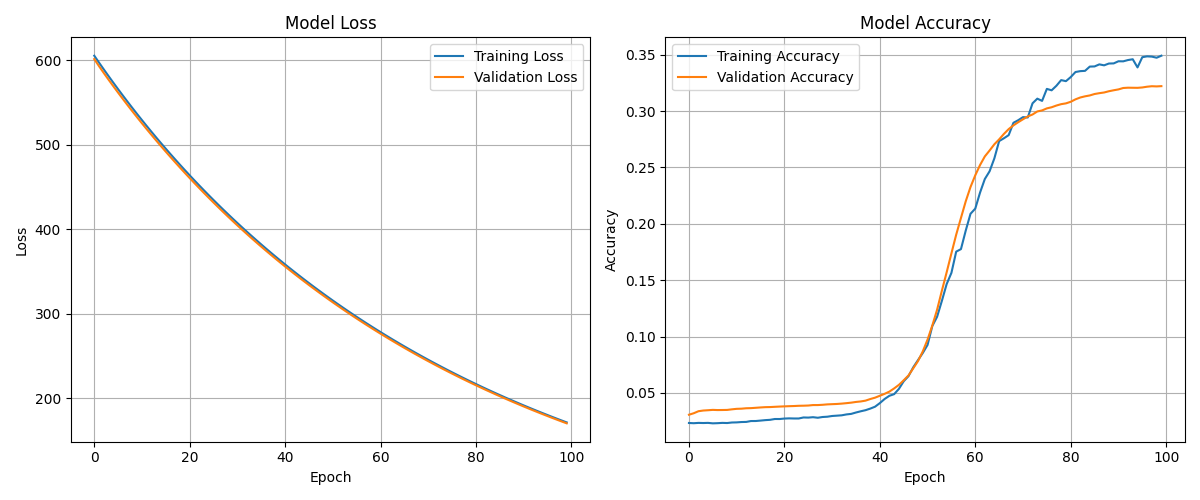 Model Loss
Training Loss
Validation Loss
600
500
400
300
200
Loss
0 20 40 60 80 100
Epoch
Model Accuracy
Training Accuracy
Validation Accuracy
0.35
0.30
0.25
0.20
0.15
0.10
0.05
Accuracy
0 20 40 60 80 100
Epoch